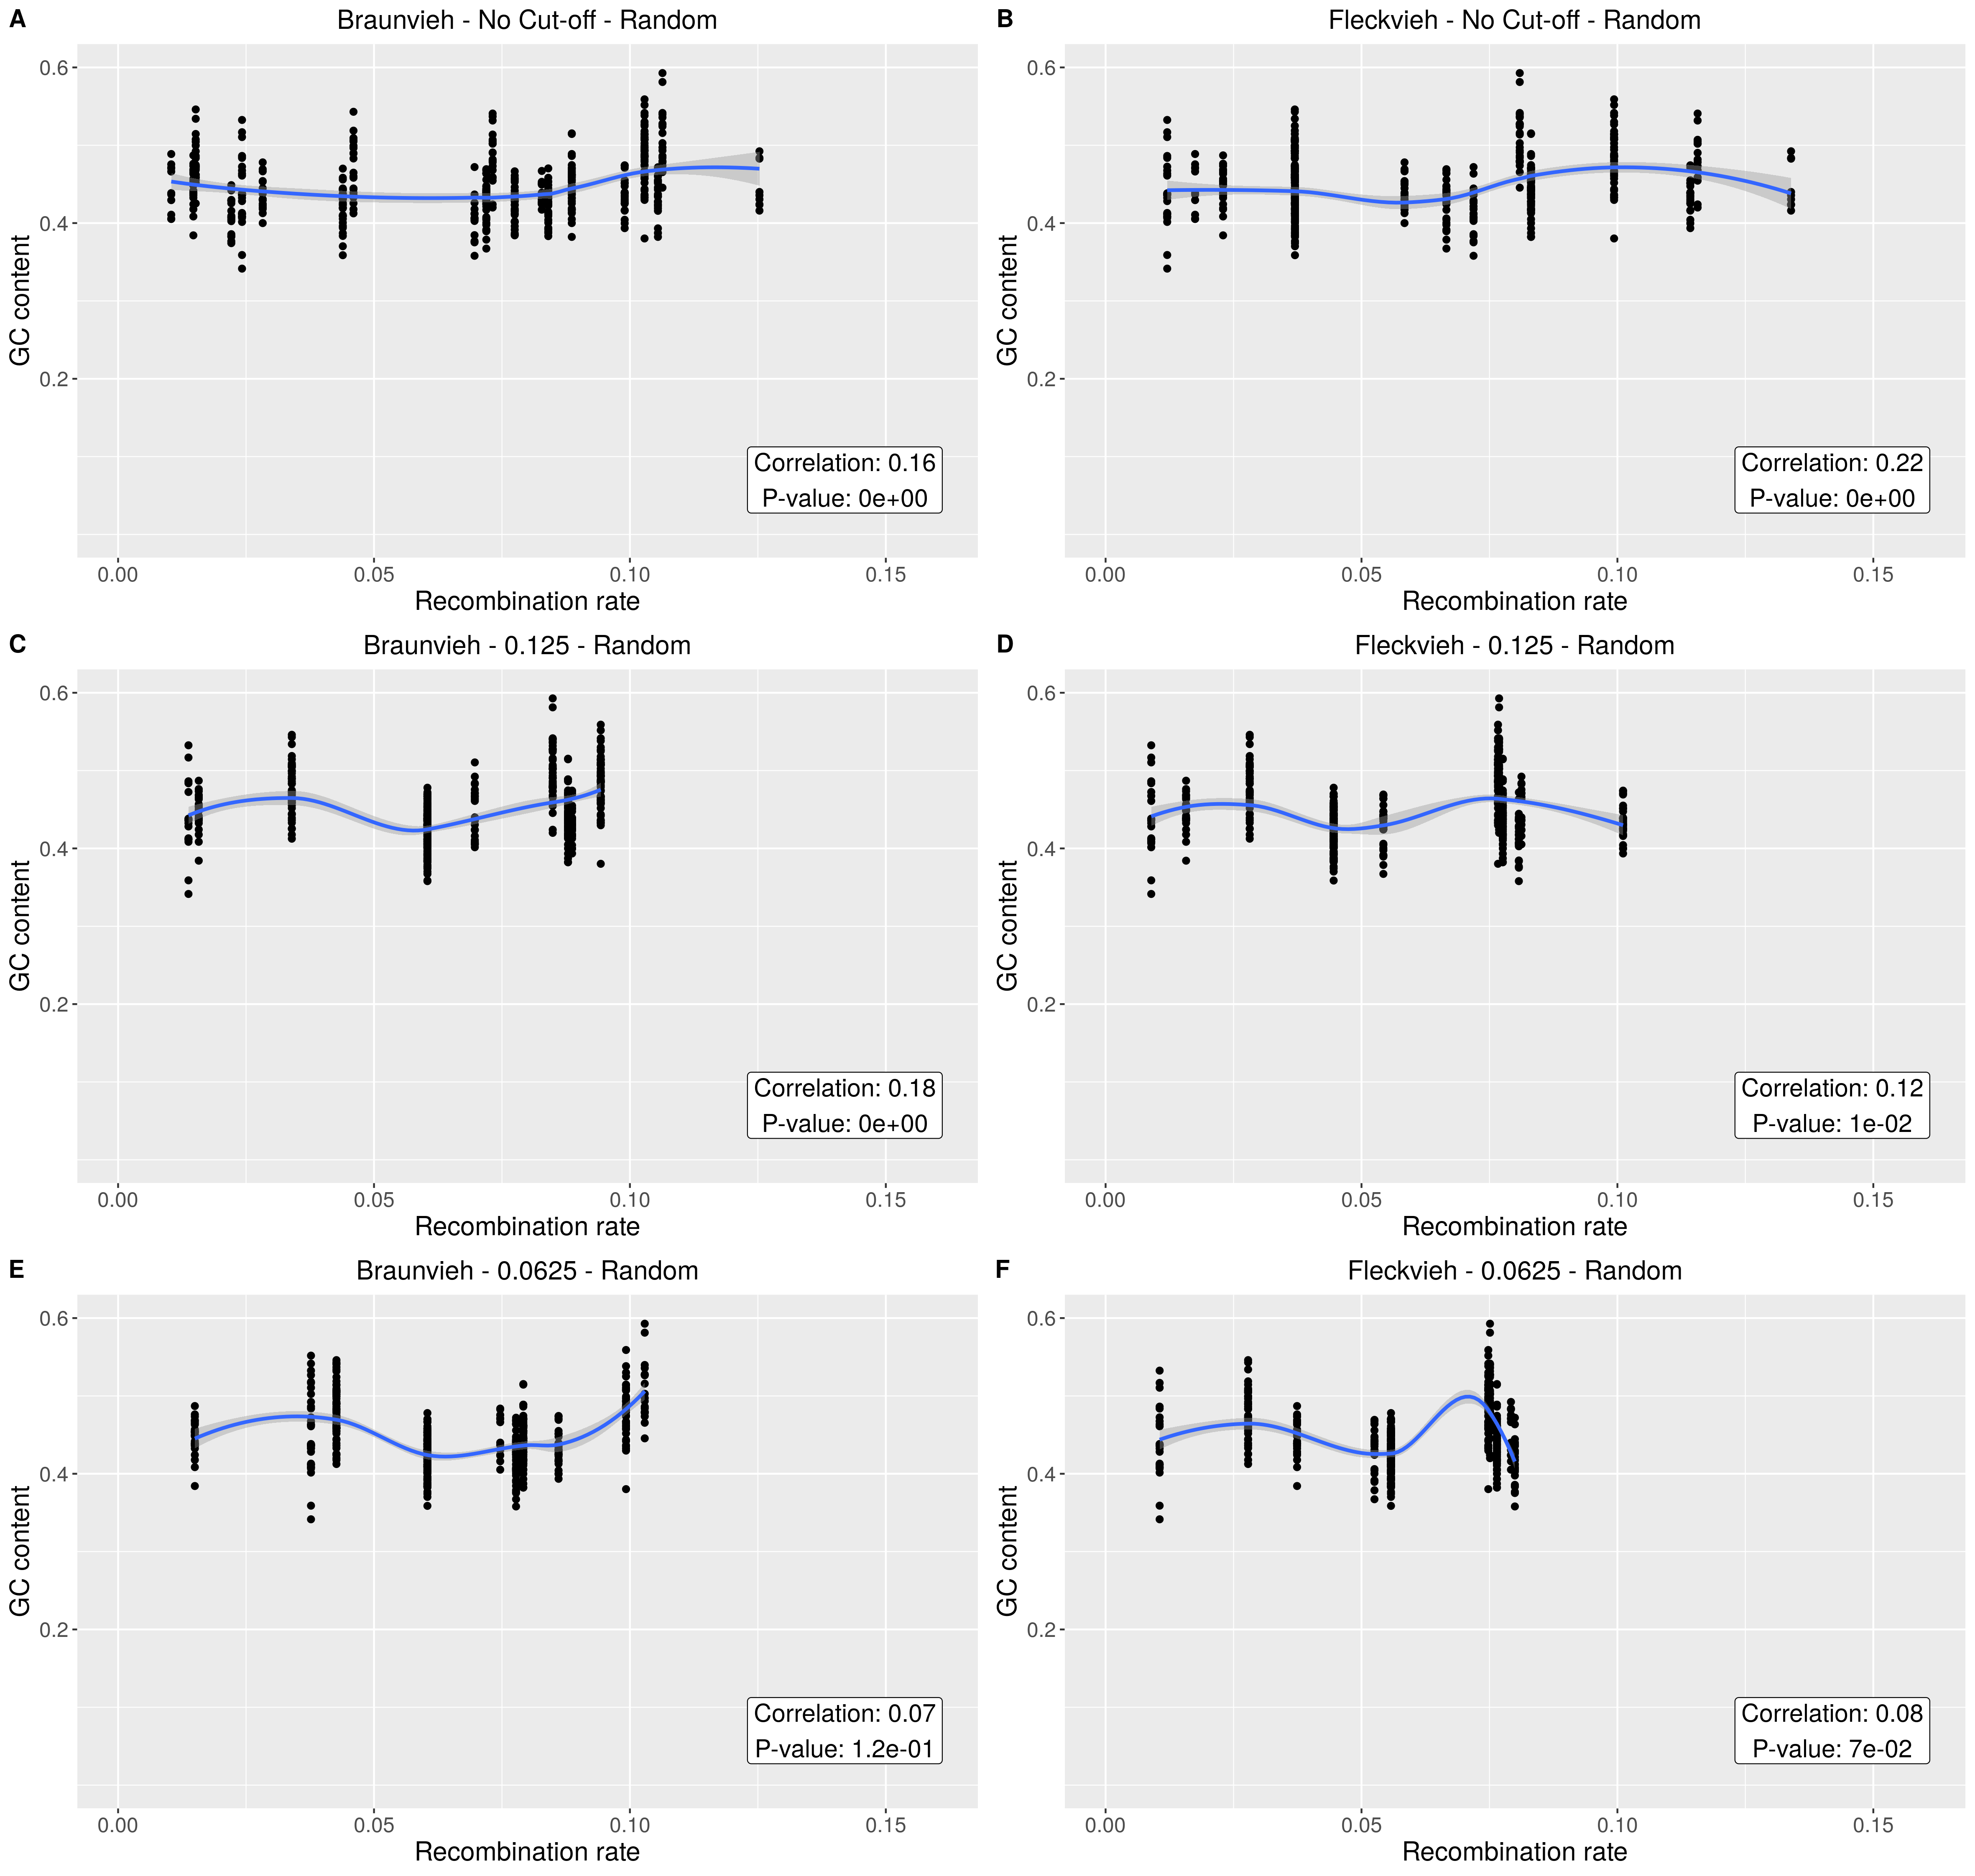 A
Braunvieh - No Cut-off - Random
GC content
0.6
0.4
0.2
Correlation: 0.16
P-value: 0e+00
0.00 0.05 0.10 0.15
Recombination rate
B
Fleckvieh - No Cut-off - Random
GC content
0.6
0.4
0.2
Correlation: 0.22
P-value: 0e+00
0.00 0.05 0.10 0.15
Recombination rate
C
Braunvieh - 0.125 - Random
GC content
0.6
0.4
0.2
Correlation: 0.18
P-value: 0e+00
0.00 0.05 0.10 0.15
Recombination rate
D
Fleckvieh - 0.125 - Random
GC content
0.6
0.4
0.2
Correlation: 0.12
P-value: 1e-02
0.00 0.05 0.10 0.15
Recombination rate
E
Braunvieh - 0.0625 - Random
GC content
0.6
0.4
0.2
Correlation: 0.07
P-value: 1.2e-01
0.00 0.05 0.10 0.15
Recombination rate
F
Fleckvieh - 0.0625 - Random
GC content
0.6
0.4
0.2
Correlation: 0.08
P-value: 7e-02
0.00 0.05 0.10 0.15
Recombination rate